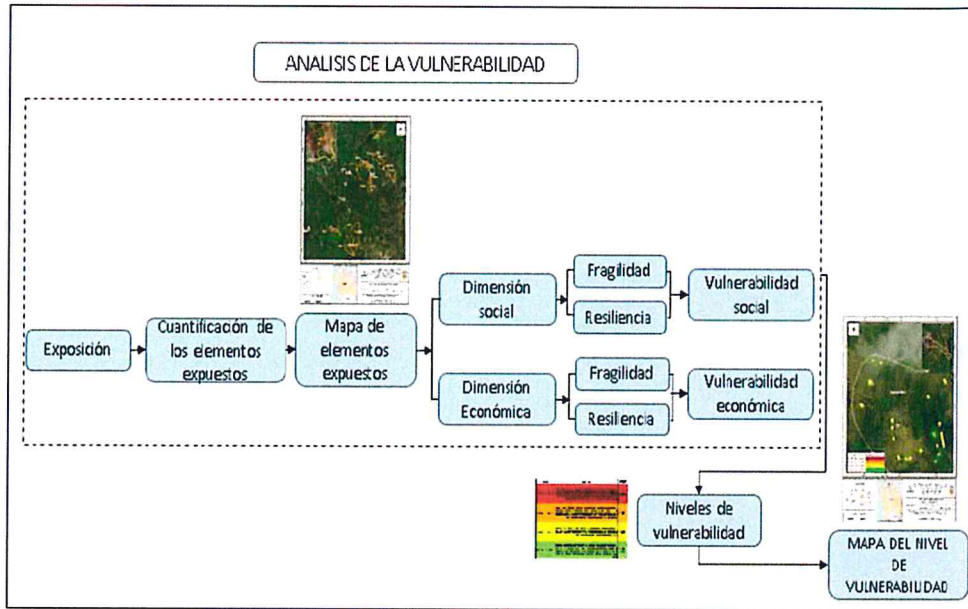 ANALISIS DE LA VULNERABILIDAD
Exposición
Cuantificación de
los elementos
expuestos
Mapa de
elementos
expuestos
Dimensión
social
Fragilidad
Resiliencia
Vulnerabilidad
social
Dimensión
Económica
Fragilidad
Resiliencia
Vulnerabilidad
económica
Niveles de
vulnerabilidad
MAPA DEL NIVEL
DE
VULNERABILIDAD